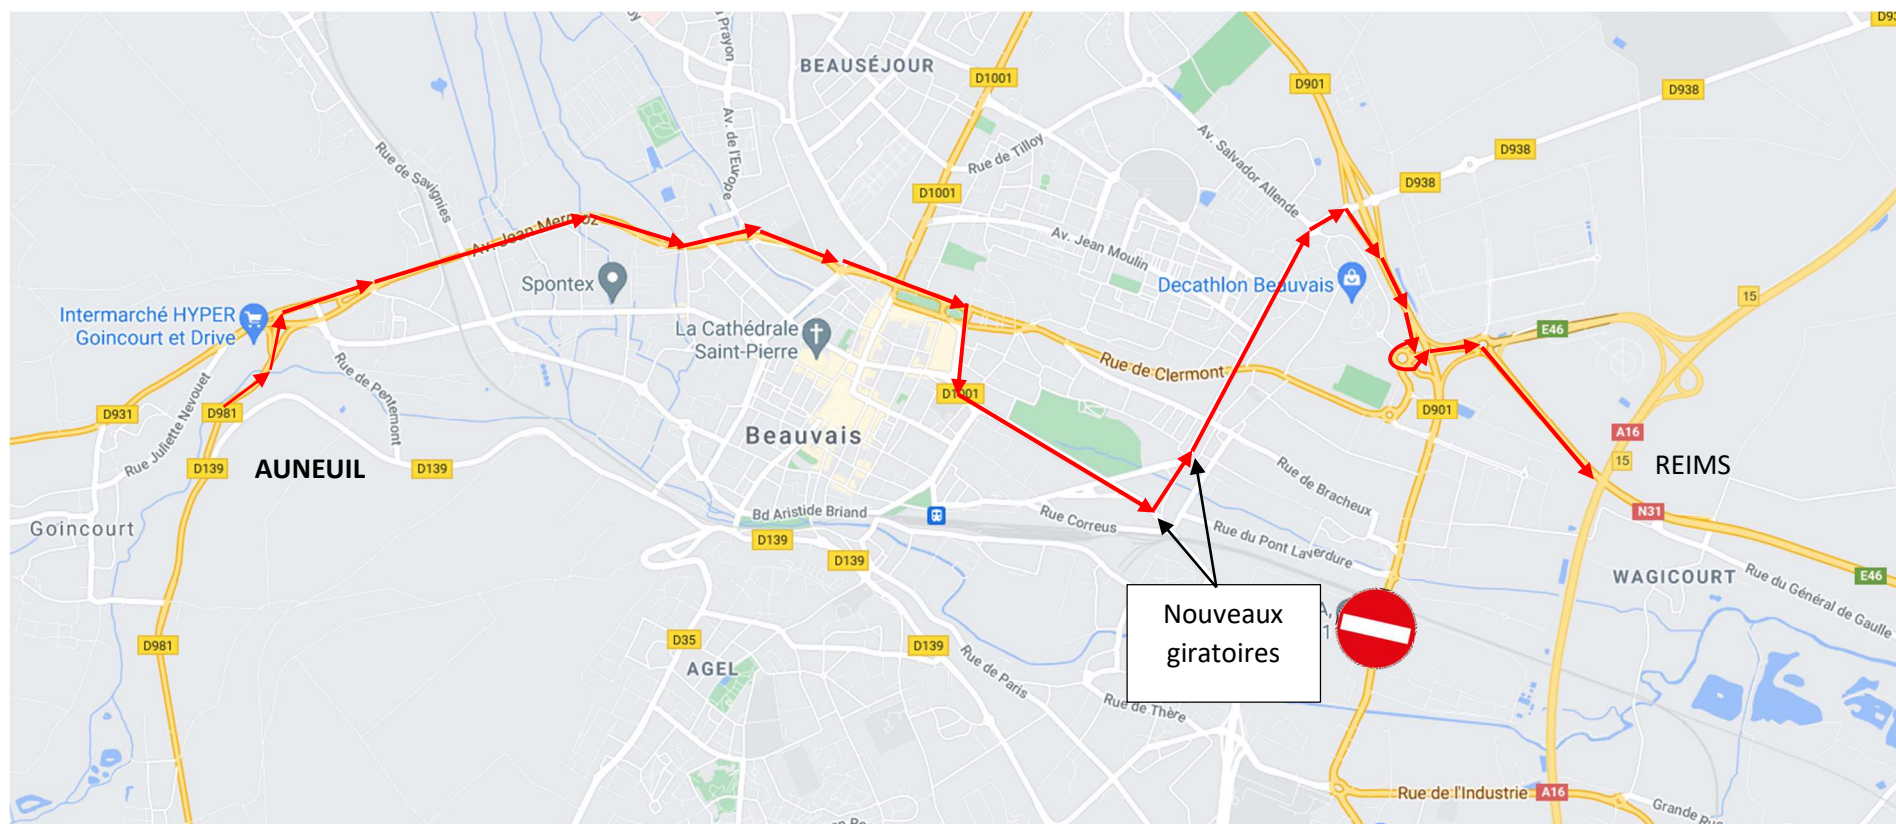 D93
D1001
BEAUSÉJOUR
D901
D938
Av. de l'Europe
Rue de Tilloy
Av. Salvador Allende
D938
Rue de Savignies
D1001
D938
Av. Jean Mermoz
Av. Jean Moulin
Spontex
Decathlon Beauvais
15
Intermarché HYPER
Goincourt et Drive
La Cathédrale
Saint-Pierre
E46
Rue de Clermont
Rue de Pentemont
Rue Juliette Nevouet
D931
D981
D1001
D901
Beauvais
A16
D139
AUNEUIL
D139
15
REIMS
Rue de Bracheux
Goincourt
Bd Aristide Briand
Rue Correus
Rue du Pont Laverdure
N31
D139
D139
WAGICOURT
E46
Rue du Général de Gaulle
Nouveaux
giratoires
A,
1
D981
D35
AGEL
D139
Rue de Paris
Rue de Thère
Rue de l'Industrie
A16
Grande Ru